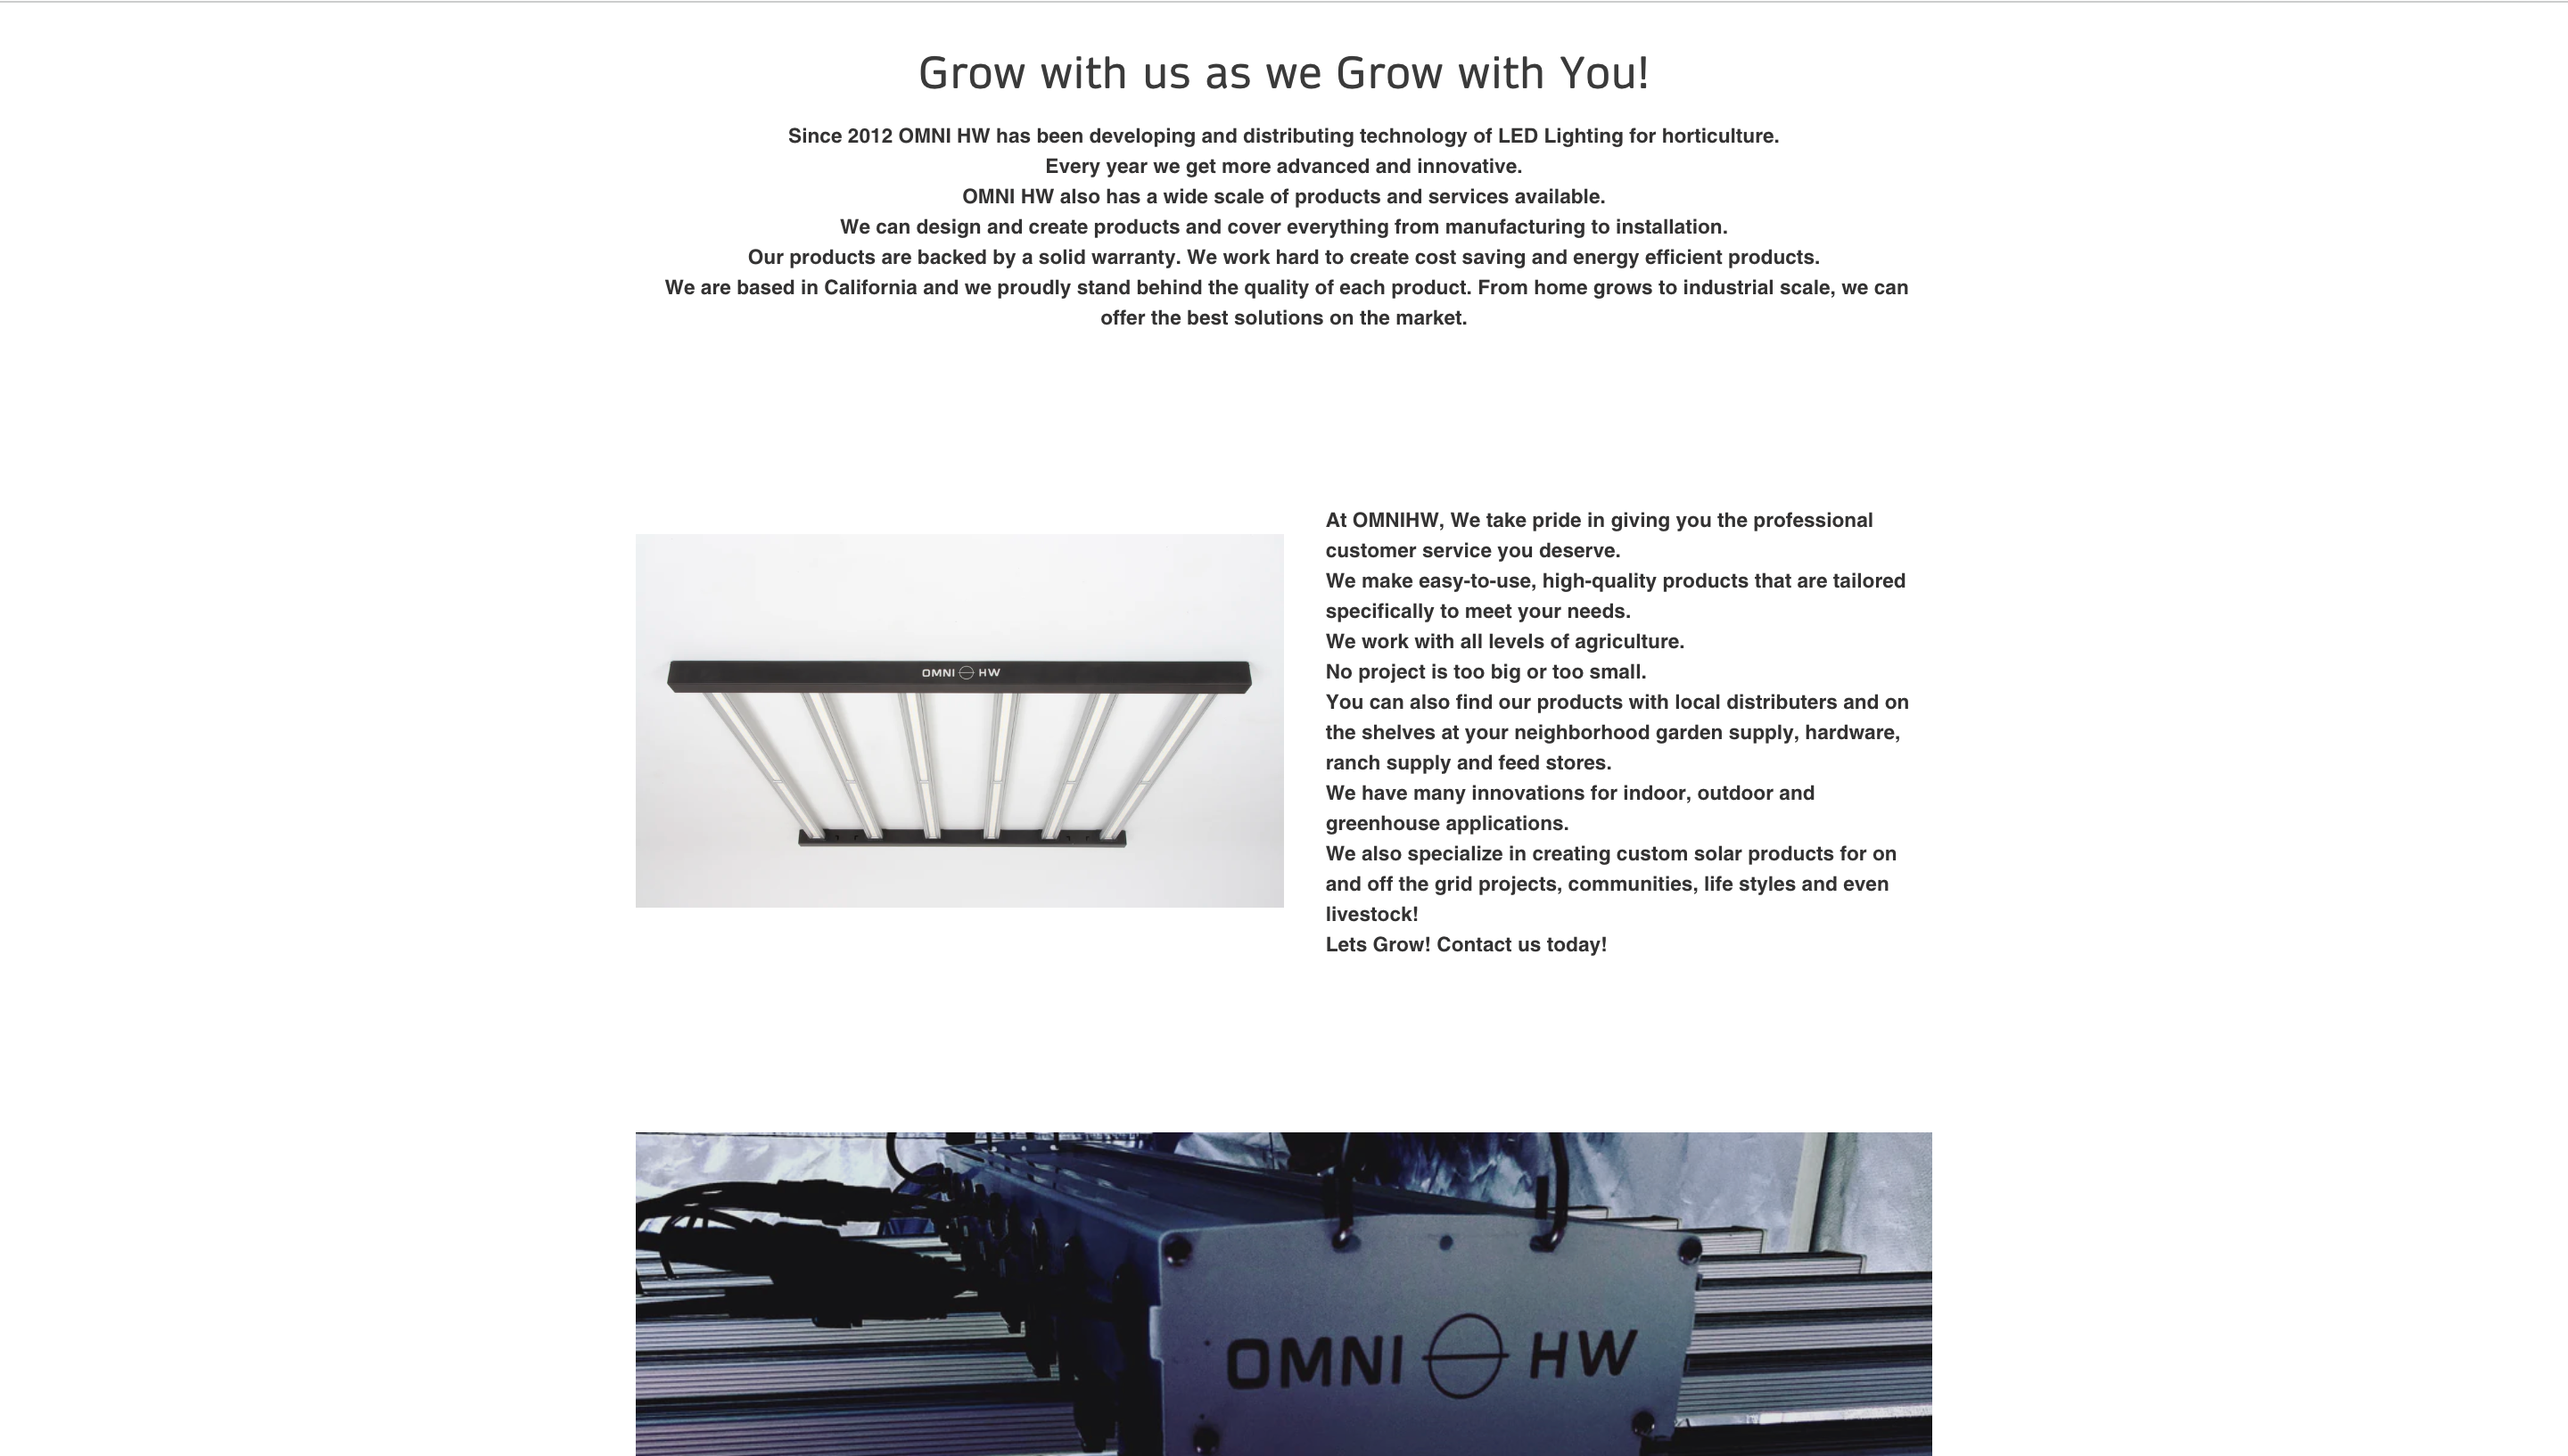 Grow with us as we Grow with You!
Since 2012 OMNI HW has been developing and distributing technology of LED Lighting for horticulture.
Every year we get more advanced and innovative.
OMNI HW also has a wide scale of products and services available.
We can design and create products and cover everything from manufacturing to installation.
Our products are backed by a solid warranty. We work hard to create cost saving and energy efficient products.
We are based in California and we proudly stand behind the quality of each product. From home grows to industrial scale, we can
offer the best solutions on the market.
OMNI HW
At OMNIHW, We take pride in giving you the professional
customer service you deserve.
We make easy-to-use, high-quality products that are tailored
specifically to meet your needs.
We work with all levels of agriculture.
No project is too big or too small.
You can also find our products with local distributers and on
the shelves at your neighborhood garden supply, hardware,
ranch supply and feed stores.
We have many innovations for indoor, outdoor and
greenhouse applications.
We also specialize in creating custom solar products for on
and off the grid projects, communities, life styles and even
livestock!
Lets Grow! Contact us today!
OMNI HW